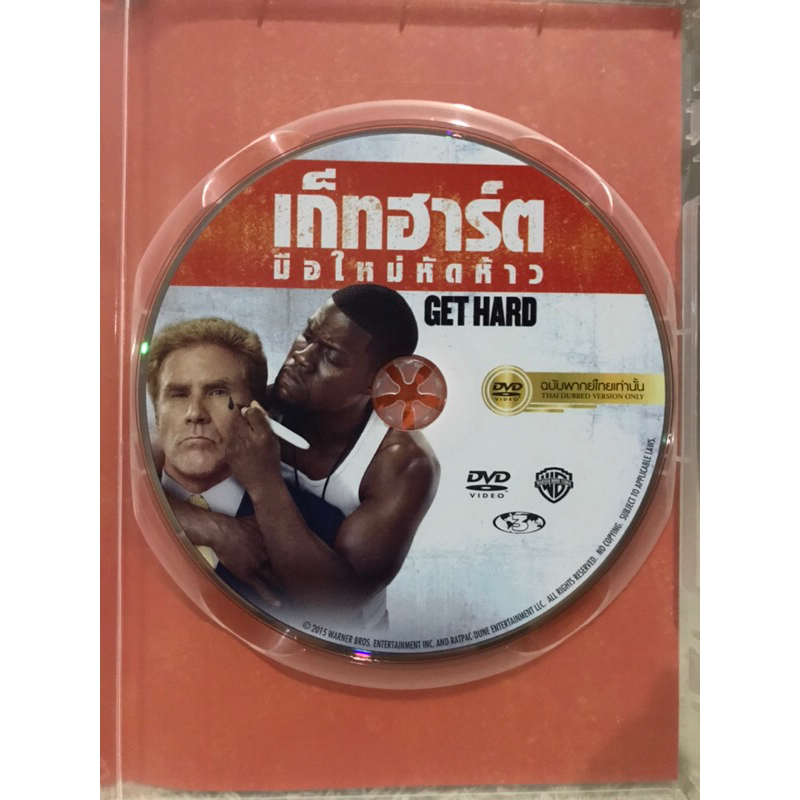 เก็ทฮาร์ต
มือใหม่หัดห้าว
GET HARD
DVD
VIDEO
ฉบับพากย์ไทยเท่านั้น
THAI DUBBED VERSION ONLY
DVD
VIDEO
3
© 2015 WARNER BROS. ENTERTAINMENT INC. AND RATPAC-DUNE ENTERTAINMENT LLC. ALL RIGHTS RESERVED. NO COPYING. SUBJECT TO APPLICABLE LAWS.